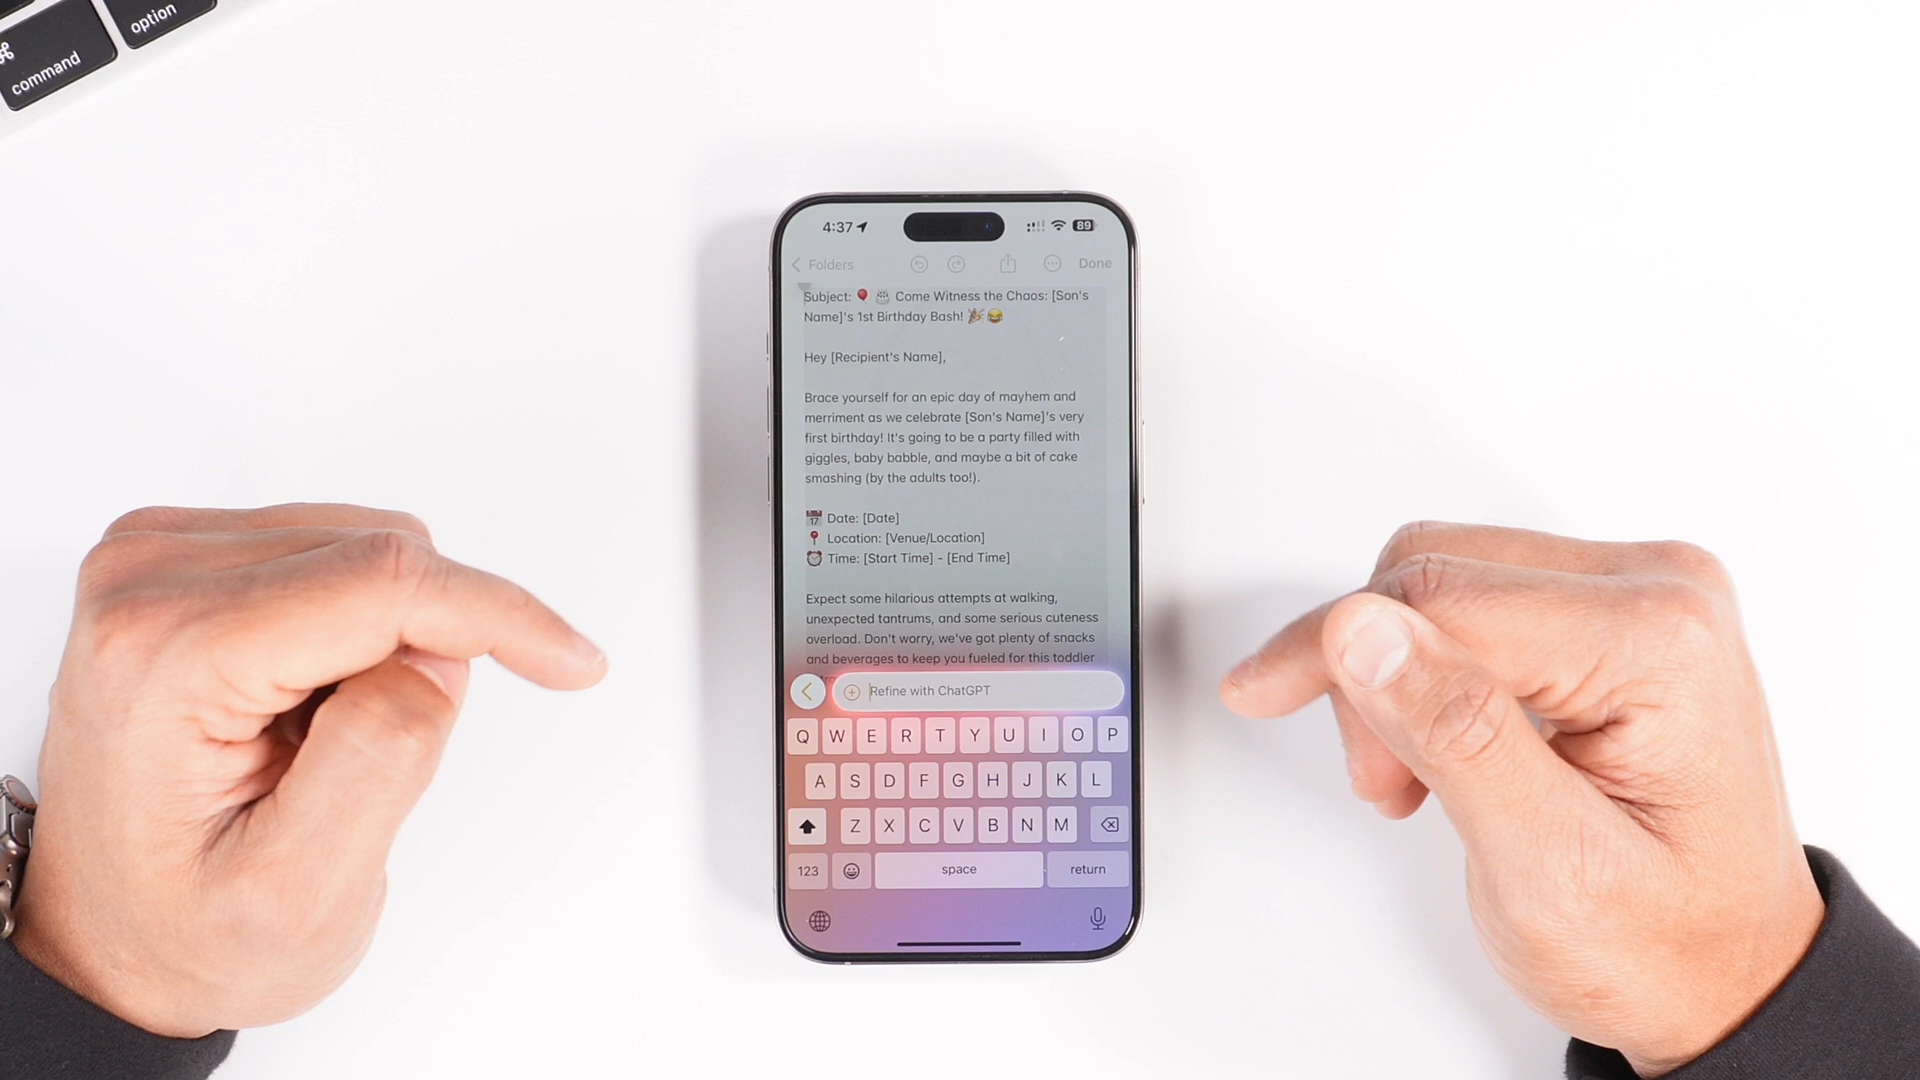 option
⌘
command
4:37
89
Folders
Done
Subject: 🎈 🎂 Come Witness the Chaos: [Son's
Name]'s 1st Birthday Bash! 🎉😂
Hey [Recipient's Name],
Brace yourself for an epic day of mayhem and
merriment as we celebrate [Son's Name]'s very
first birthday! It's going to be a party filled with
giggles, baby babble, and maybe a bit of cake
smashing (by the adults too!).
📅 Date: [Date]
📍 Location: [Venue/Location]
⏰ Time: [Start Time] - [End Time]
Expect some hilarious attempts at walking,
unexpected tantrums, and some serious cuteness
overload. Don't worry, we've got plenty of snacks
and beverages to keep you fueled for this toddler
Refine with ChatGPT
Q W E R T Y U I O P
A S D F G H J K L
Z X C V B N M
123 space return